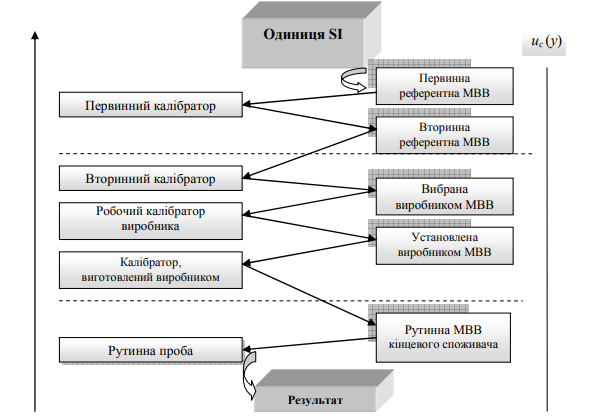 Одиниця SI
u_c (y)
Первинна
референтна МВВ
Первинний калібратор
Вторинна
референтна МВВ
Вторинний калібратор
Вибрана
виробником МВВ
Робочий калібратор
виробника
Установлена
виробником МВВ
Калібратор,
виготовлений виробником
Рутинна МВВ
кінцевого споживача
Рутинна проба
Результат